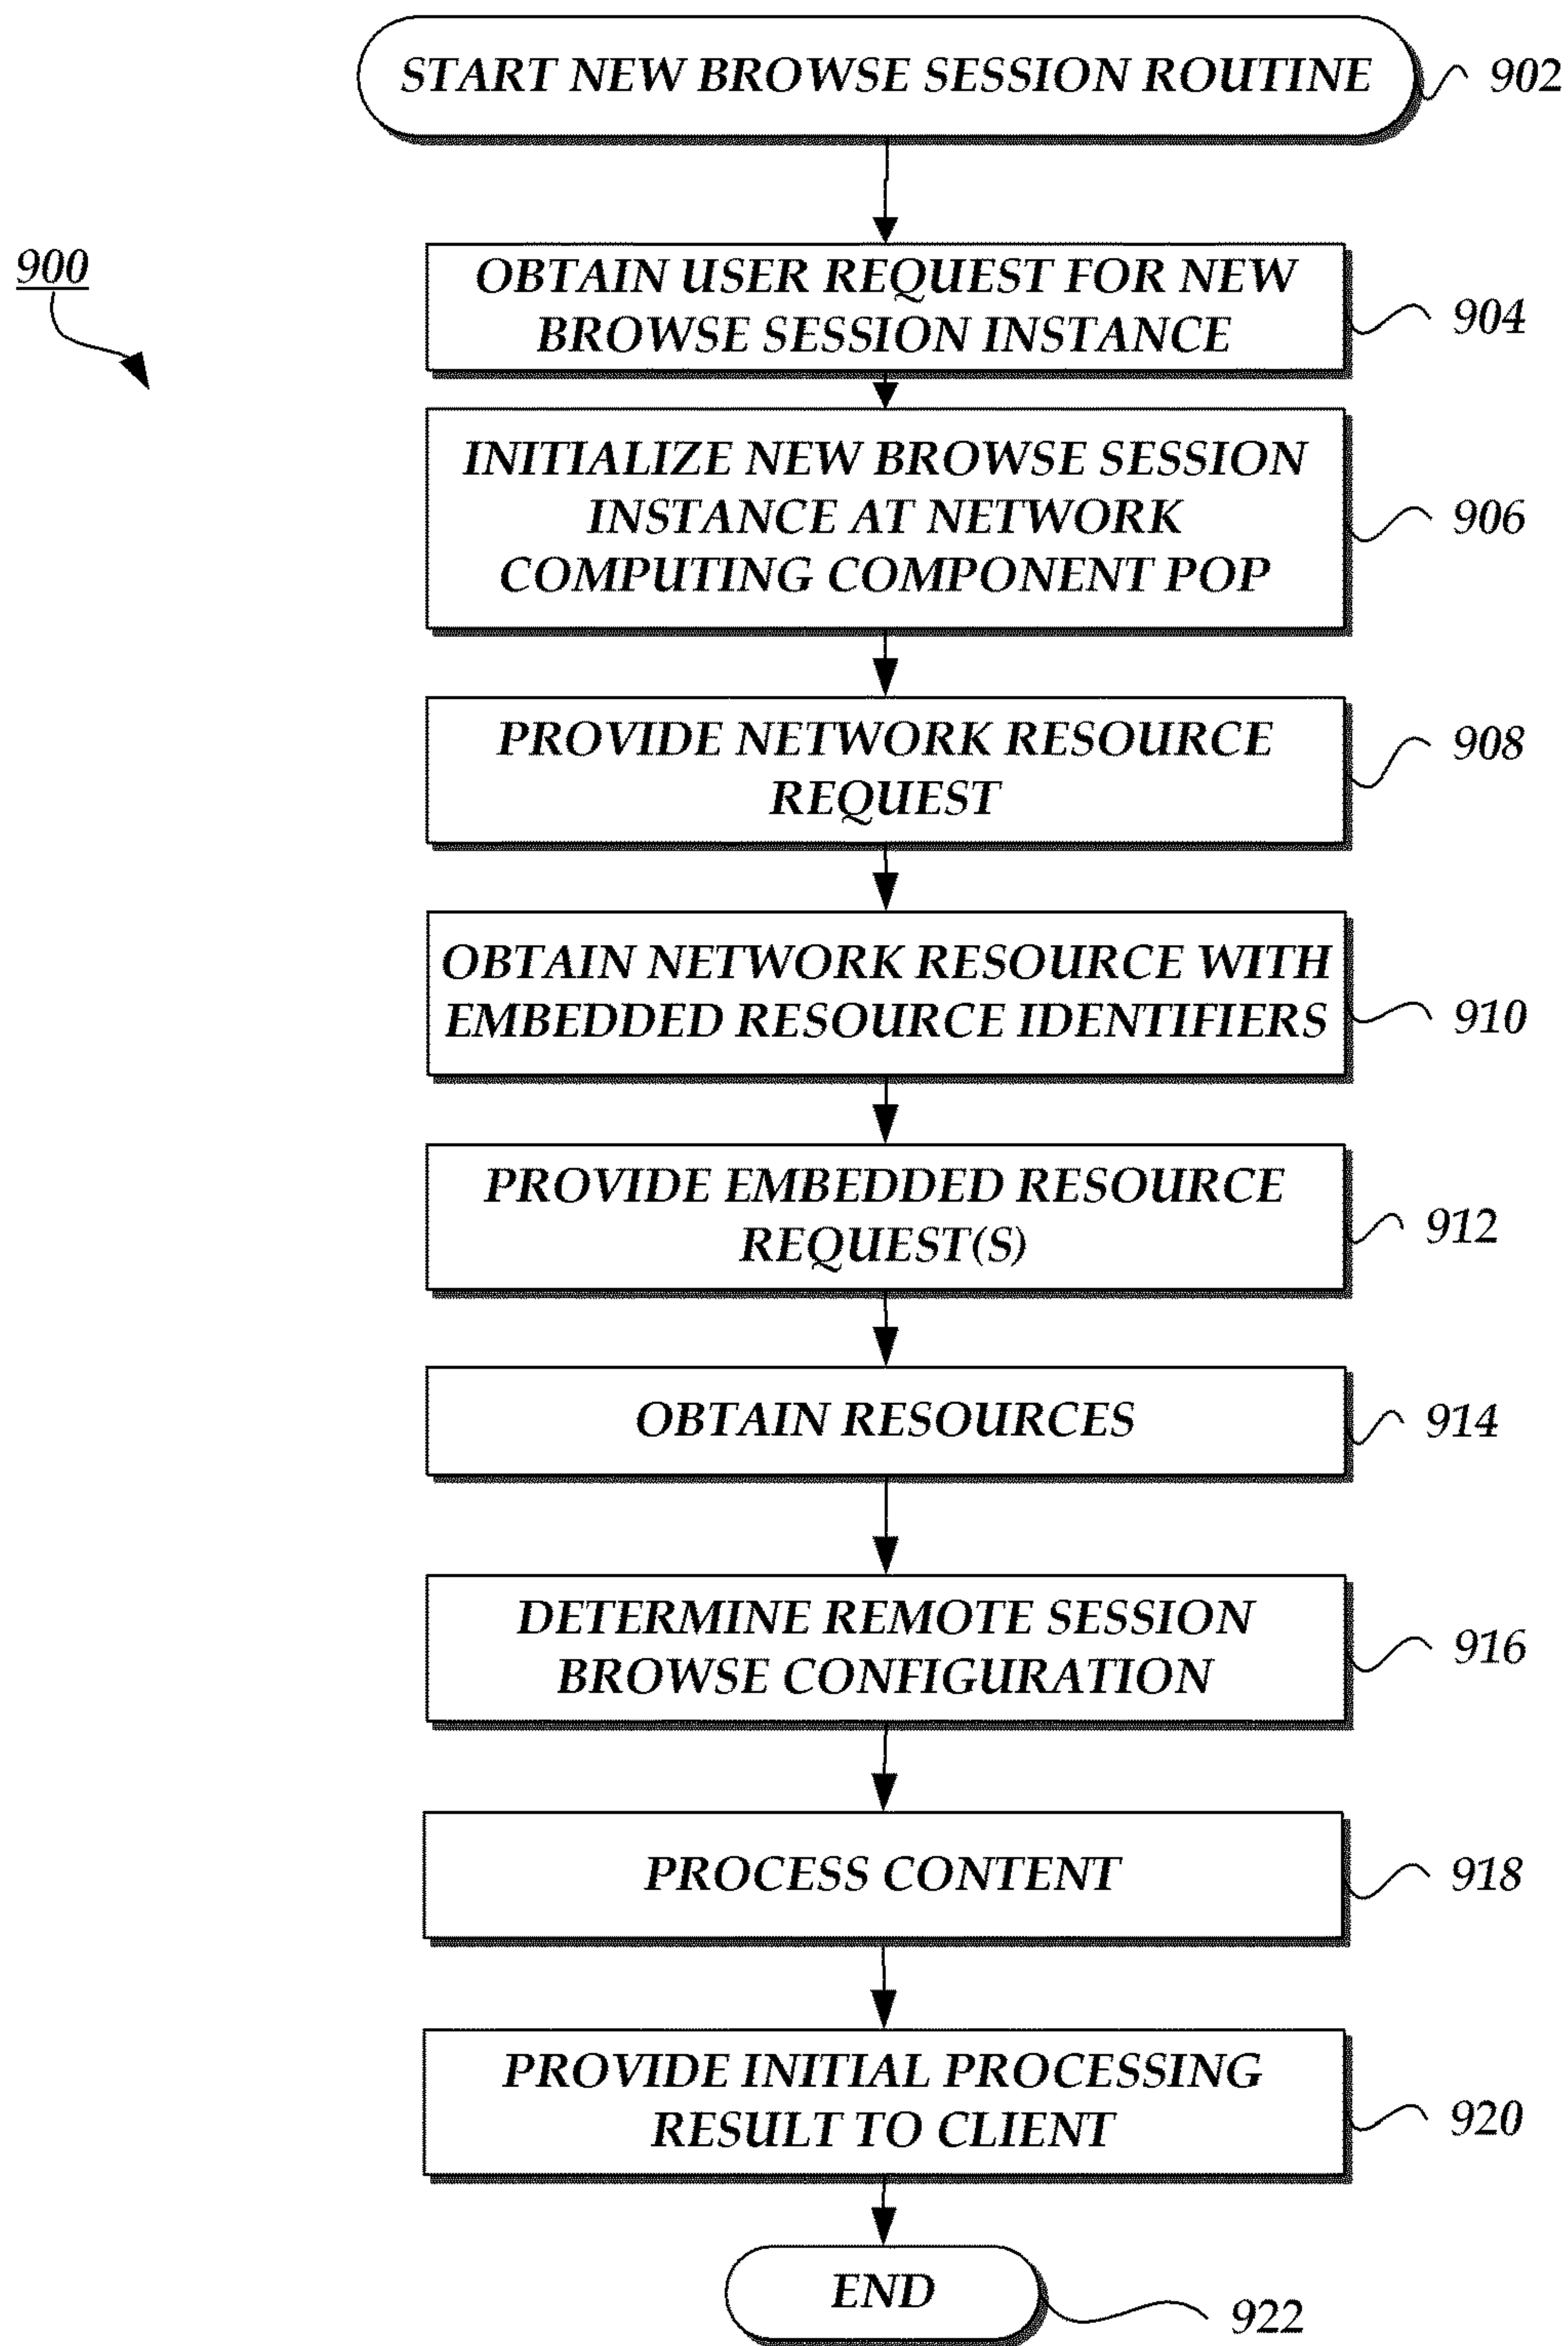 START NEW BROWSE SESSION ROUTINE
902
900
OBTAIN USER REQUEST FOR NEW
BROWSE SESSION INSTANCE
904
INITIALIZE NEW BROWSE SESSION
INSTANCE AT NETWORK
COMPUTING COMPONENT POP
906
PROVIDE NETWORK RESOURCE
REQUEST
908
OBTAIN NETWORK RESOURCE WITH
EMBEDDED RESOURCE IDENTIFIERS
910
PROVIDE EMBEDDED RESOURCE
REQUEST(S)
912
OBTAIN RESOURCES
914
DETERMINE REMOTE SESSION
BROWSE CONFIGURATION
916
PROCESS CONTENT
918
PROVIDE INITIAL PROCESSING
RESULT TO CLIENT
920
END
922